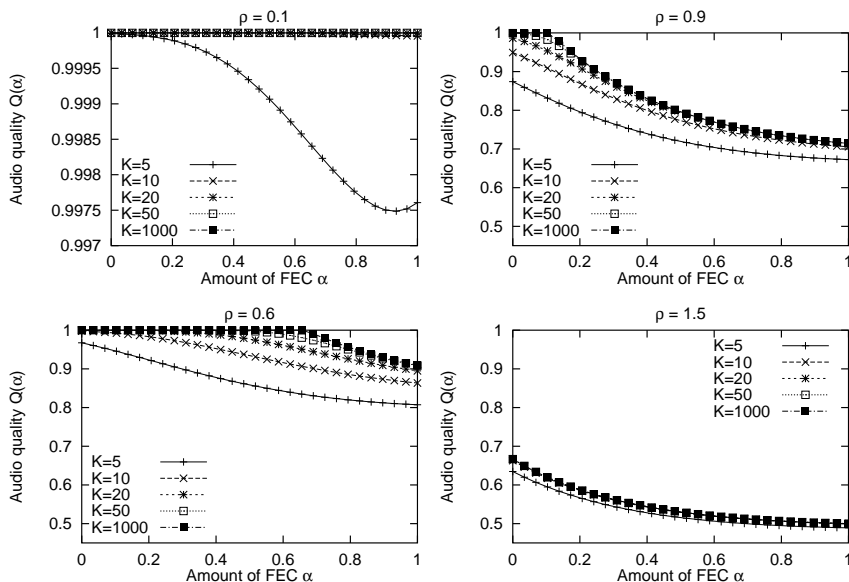 ρ = 0.1
Audio quality Q(α)
1
0.9995
0.999
0.9985
0.998
0.9975
0.997
K=5
K=10
K=20
K=50
K=1000
0 0.2 0.4 0.6 0.8 1
Amount of FEC α
ρ = 0.9
Audio quality Q(α)
1
0.9
0.8
0.7
0.6
0.5
K=5
K=10
K=20
K=50
K=1000
0 0.2 0.4 0.6 0.8 1
Amount of FEC α
ρ = 0.6
Audio quality Q(α)
1
0.9
0.8
0.7
0.6
0.5
K=5
K=10
K=20
K=50
K=1000
0 0.2 0.4 0.6 0.8 1
Amount of FEC α
ρ = 1.5
Audio quality Q(α)
1
0.9
0.8
0.7
0.6
0.5
K=5
K=10
K=20
K=50
K=1000
0 0.2 0.4 0.6 0.8 1
Amount of FEC α